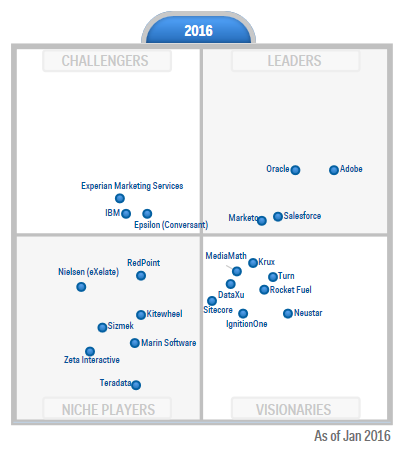 2016
CHALLENGERS
LEADERS
Oracle
Adobe
Experian Marketing Services
IBM
Epsilon (Conversant)
Marketo
Salesforce
MediaMath
Krux
RedPoint
Nielsen (eXelate)
Turn
DataXu
Rocket Fuel
Sitecore
IgnitionOne
Neustar
Kitewheel
Sizmek
Marin Software
Zeta Interactive
Teradata
NICHE PLAYERS
VISIONARIES
As of Jan 2016